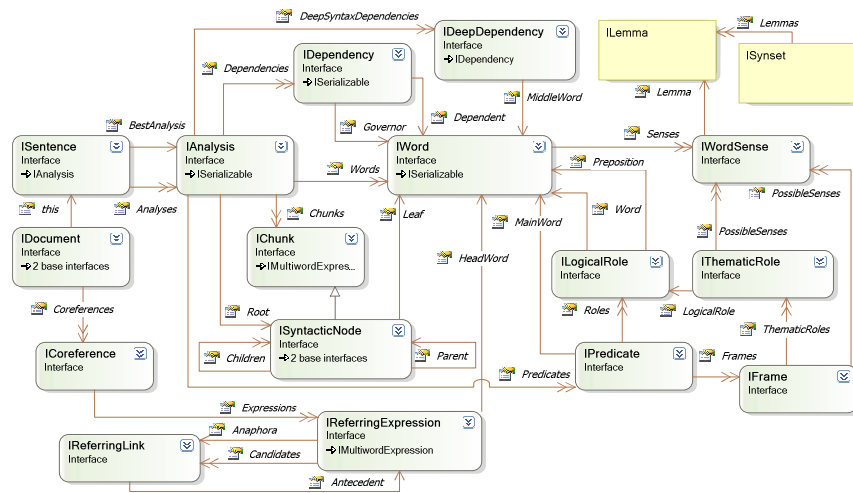 DeepSyntaxDependencies
IDeepDependency
Interface
IDependency
ILemma
Lemmas
ISynset
IDependency
Interface
ISerializable
Dependencies
MiddleWord
Lemma
Governor
Dependent
BestAnalysis
ISentence
Interface
IAnalysis
IAnalysis
Interface
ISerializable
IWord
Interface
ISerializable
Senses
IWordSense
Interface
Words
Preposition
PossibleSenses
this
Analyses
Chunks
Leaf
MainWord
Word
PossibleSenses
IDocument
Interface
2 base interfaces
IChunk
Interface
IMultiwordExpres...
HeadWord
ILogicalRole
Interface
IThematicRole
Interface
Coreferences
Root
Roles
LogicalRole
ISyntacticNode
Interface
2 base interfaces
ThematicRoles
Children
Parent
ICoreference
Interface
IPredicate
Interface
Frames
Predicates
IFrame
Interface
Expressions
IReferringExpression
Interface
IMultiwordExpression
Anaphora
IReferringLink
Interface
Candidates
Antecedent